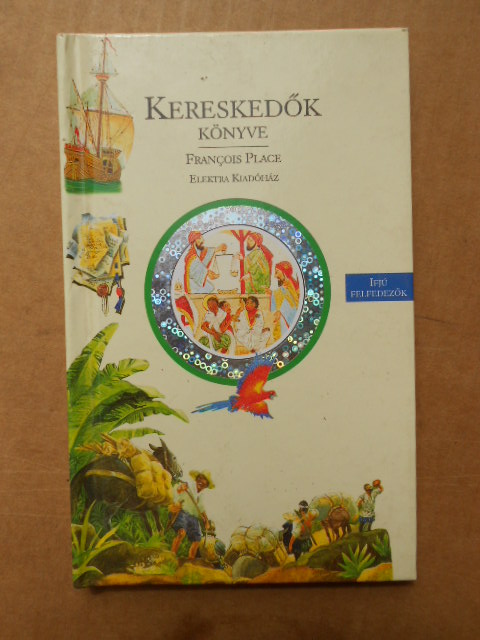 KERESKEDŐK
KÖNYVE
FRANÇOIS PLACE
ELEKTRA KIADÓHÁZ
IFJÚ
FELFEDEZŐK